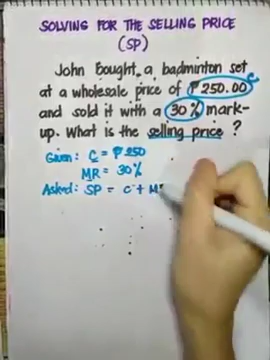 SOLVING FOR THE SELLING PRICE
(SP)
John bought a badminton set
at a wholesale price of ₱250.00
and sold it with a 30% mark-
up. What is the selling price ?
Given: C = ₱250
MR = 30%
Asked: SP = C + M